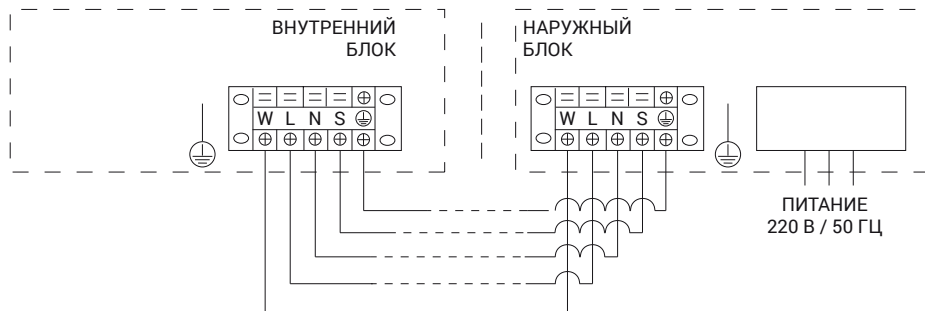 ВНУТРЕННИЙ
БЛОК
НАРУЖНЫЙ
БЛОК
W L N S
W L N S
ПИТАНИЕ
220 В / 50 ГЦ